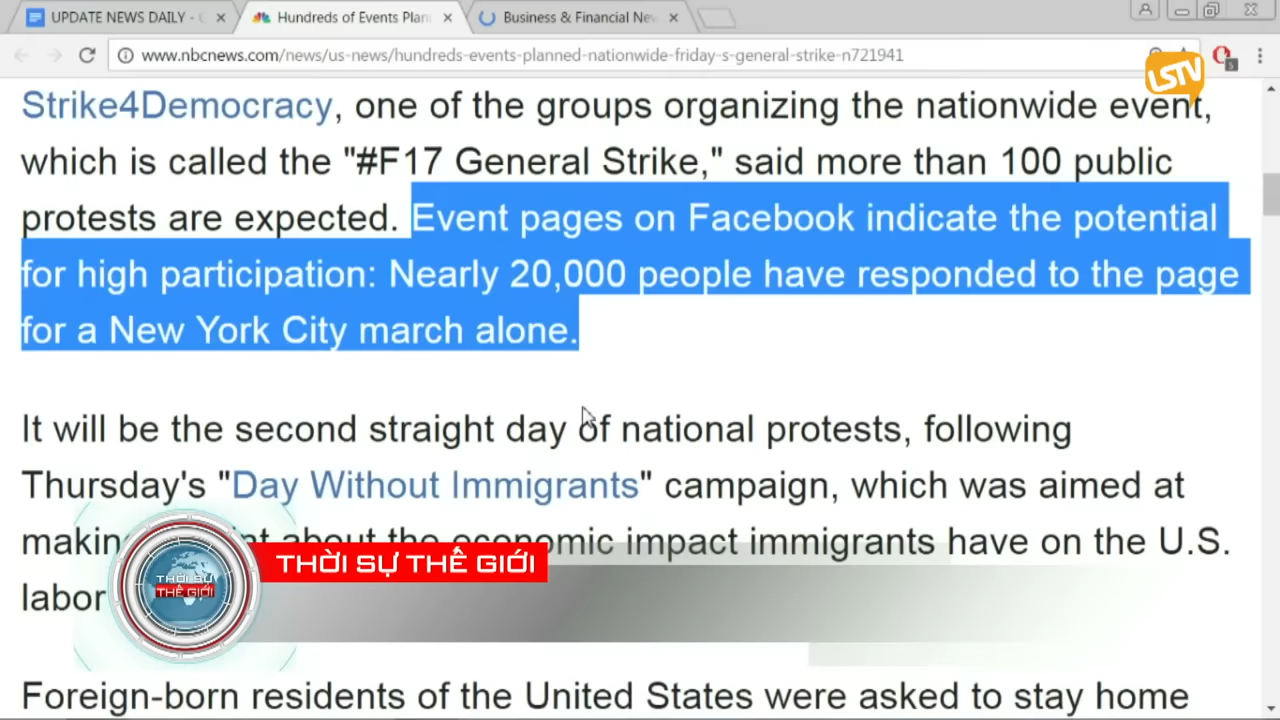 UPDATE NEWS DAILY -
Hundreds of Events Plan
Business & Financial Nev
www.nbcnews.com/news/us-news/hundreds-events-planned-nationwide-friday-s-general-strike-n721941
LSTV
Strike4Democracy, one of the groups organizing the nationwide event,
which is called the "#F17 General Strike," said more than 100 public
protests are expected. Event pages on Facebook indicate the potential
for high participation: Nearly 20,000 people have responded to the page
for a New York City march alone.
It will be the second straight day of national protests, following
Thursday's "Day Without Immigrants" campaign, which was aimed at
making int about the economic impact immigrants have on the U.S.
labor
THỜI SỰ THẾ GIỚI
THỜI SỰ
THẾ GIỚI
Foreign-born residents of the United States were asked to stay home